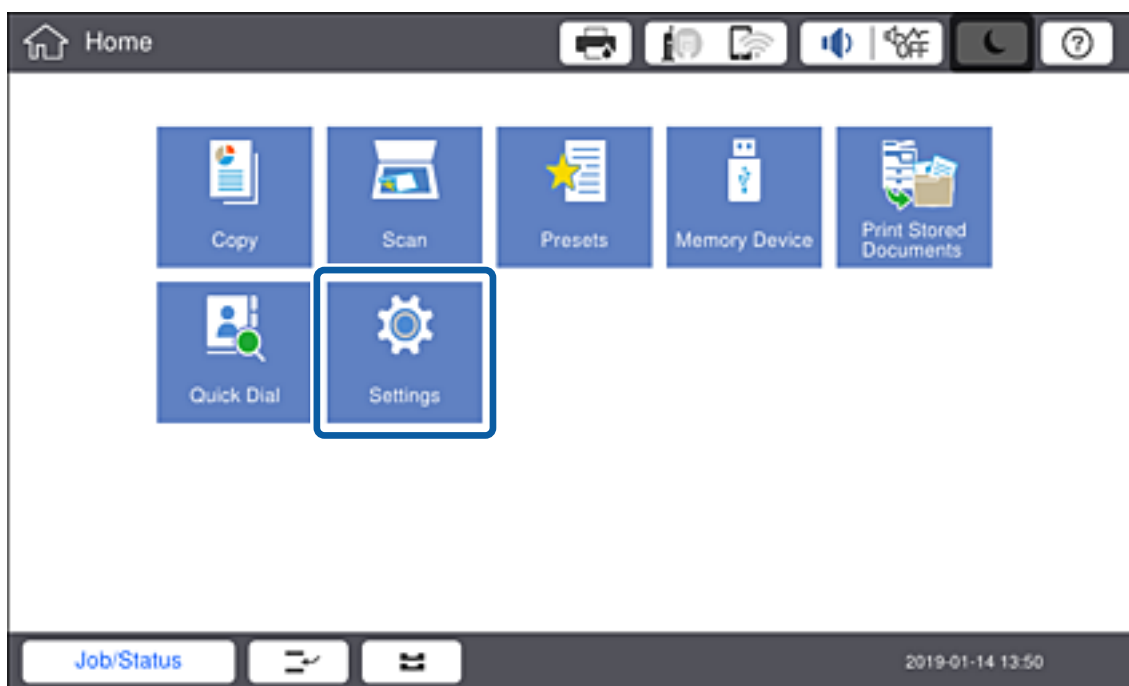 Home
OFF
?
Copy
Scan
Presets
Memory Device
Print Stored
Documents
Quick Dial
Settings
Job/Status
2019-01-14 13:50